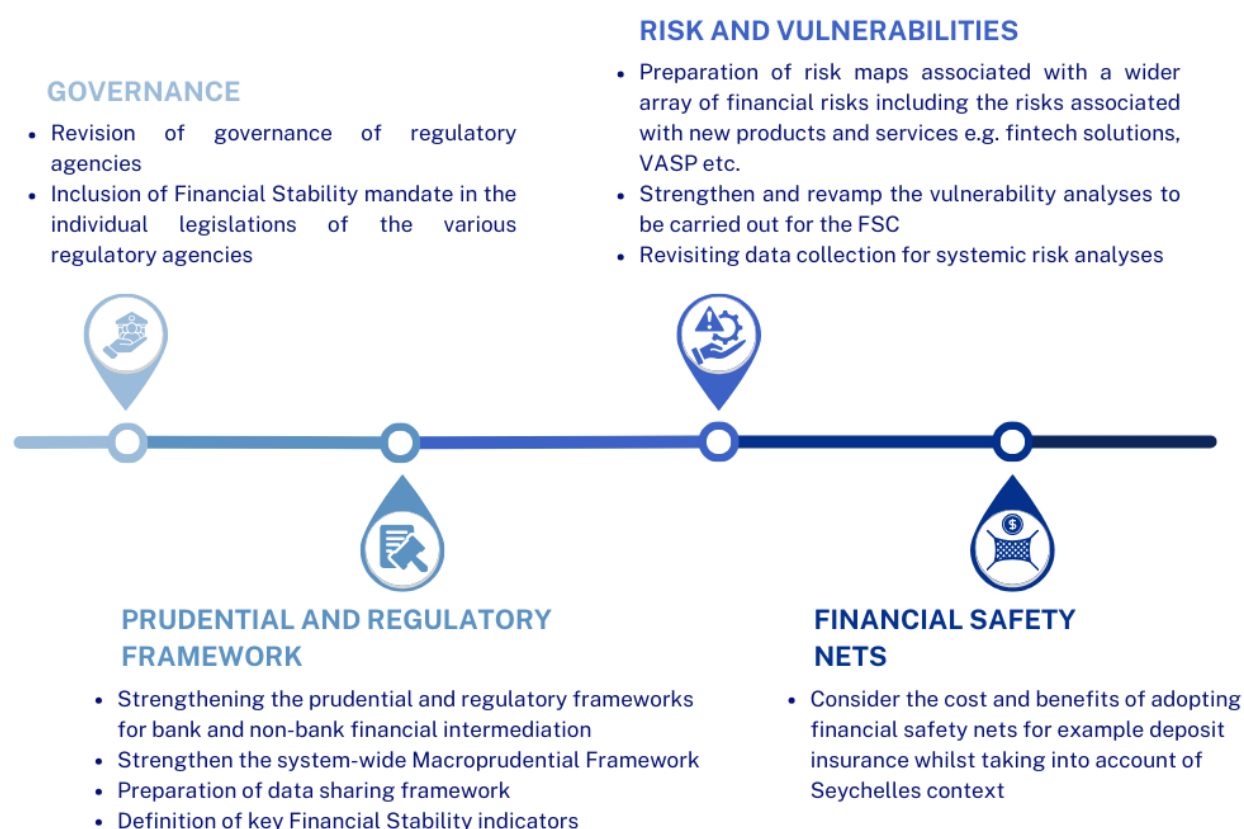 GOVERNANCE
• Revision of governance of regulatory
agencies
• Inclusion of Financial Stability mandate in the
individual legislations of the various
regulatory agencies
RISK AND VULNERABILITIES
• Preparation of risk maps associated with a wider
array of financial risks including the risks associated
with new products and services e.g. fintech solutions,
VASP etc.
• Strengthen and revamp the vulnerability analyses to
be carried out for the FSC
• Revisiting data collection for systemic risk analyses
$
PRUDENTIAL AND REGULATORY
FRAMEWORK
• Strengthening the prudential and regulatory frameworks
for bank and non-bank financial intermediation
• Strengthen the system-wide Macroprudential Framework
• Preparation of data sharing framework
• Definition of key Financial Stability indicators
FINANCIAL SAFETY
NETS
• Consider the cost and benefits of adopting
financial safety nets for example deposit
insurance whilst taking into account of
Seychelles context